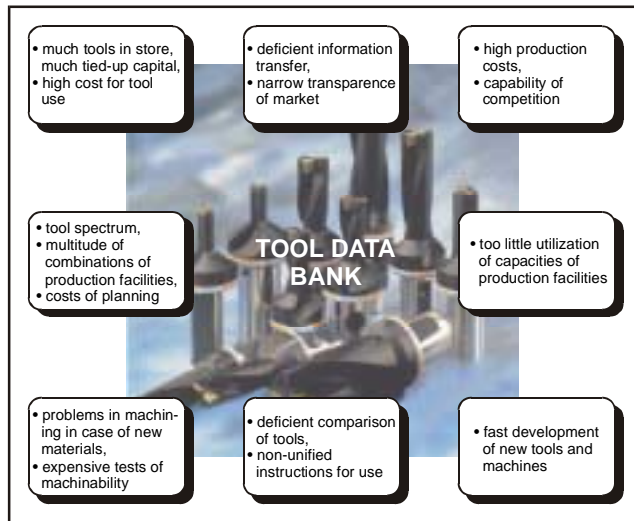 • much tools in store,
much tied-up capital,
• high cost for tool
use
• deficient information
transfer,
• narrow transparence
of market
• high production
costs,
• capability of
competition
• tool spectrum,
• multitude of
combinations of
production facilities,
• costs of planning
TOOL DATA
BANK
• too little utilization
of capacities of
production facilities
• problems in machin-
ing in case of new
materials,
• expensive tests of
machinability
• deficient comparison
of tools,
• non-unified
instructions for use
• fast development
of new tools and
machines